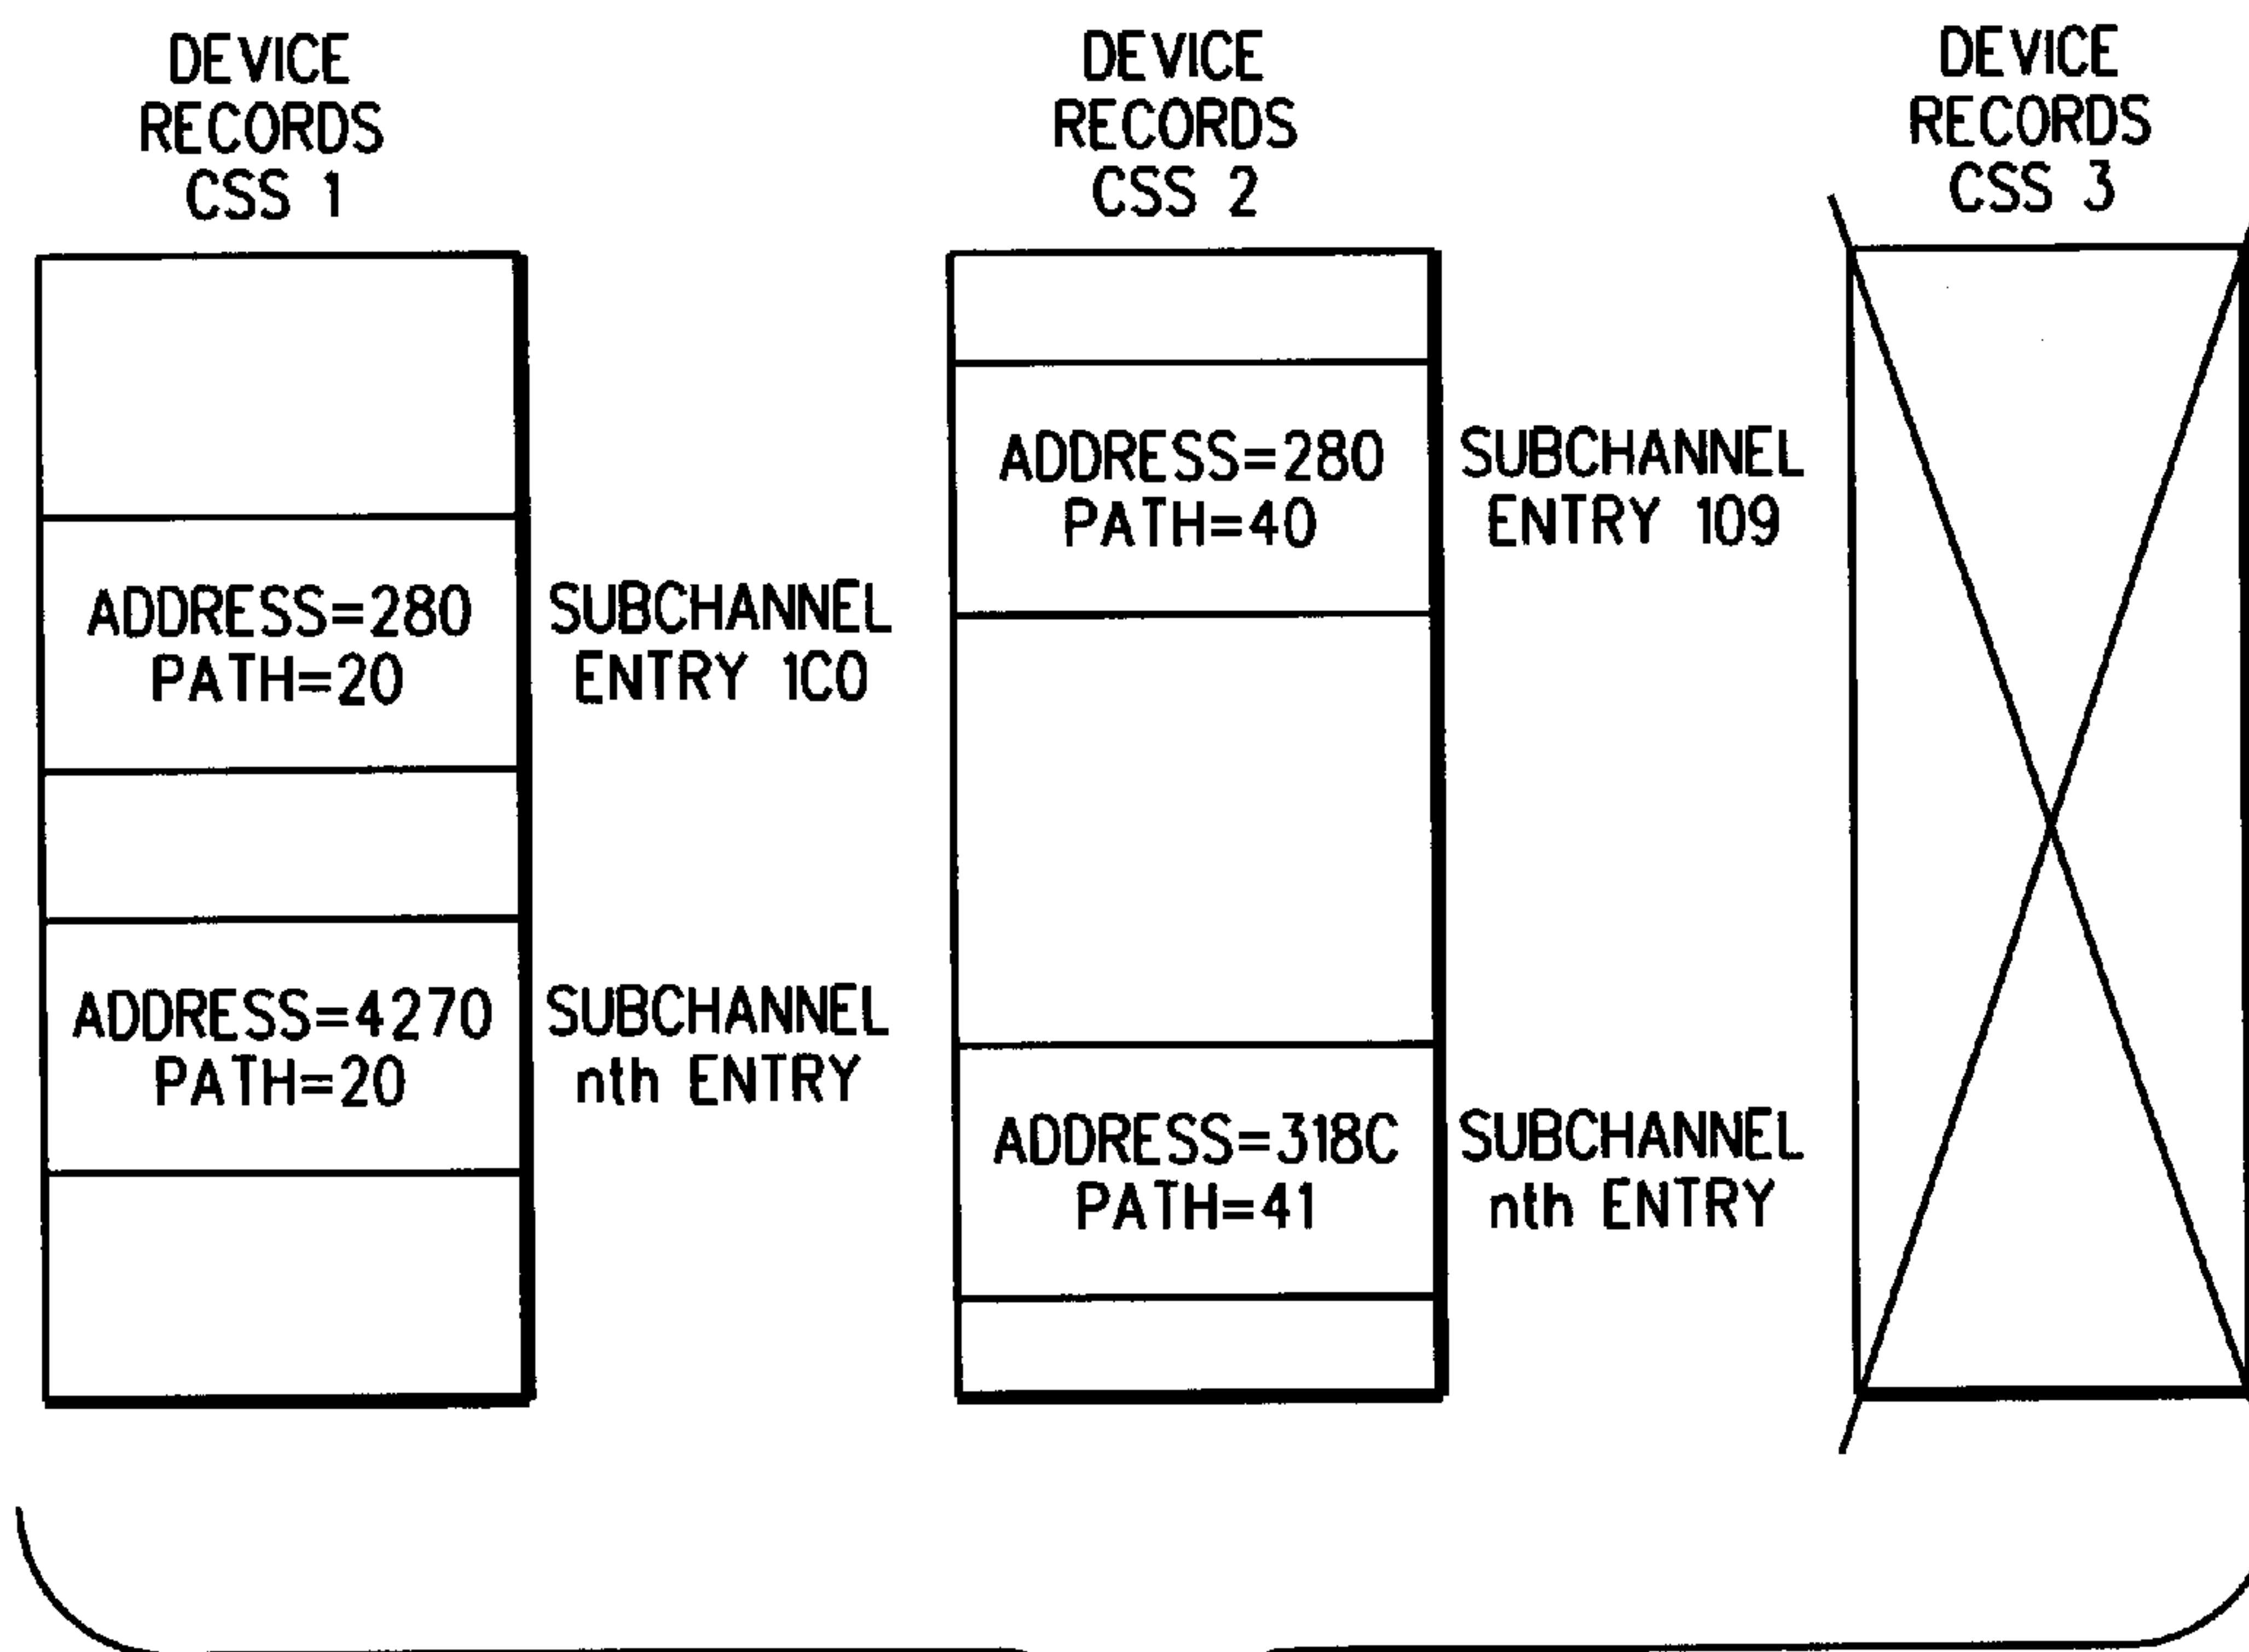 DEVICE
RECORDS
CSS 1
ADDRESS=280
PATH=20
SUBCHANNEL
ENTRY 1C0
ADDRESS=4270
PATH=20
SUBCHANNEL
nth ENTRY
DEVICE
RECORDS
CSS 2
ADDRESS=280
PATH=40
SUBCHANNEL
ENTRY 109
ADDRESS=318C
PATH=41
SUBCHANNEL
nth ENTRY
DEVICE
RECORDS
CSS 3